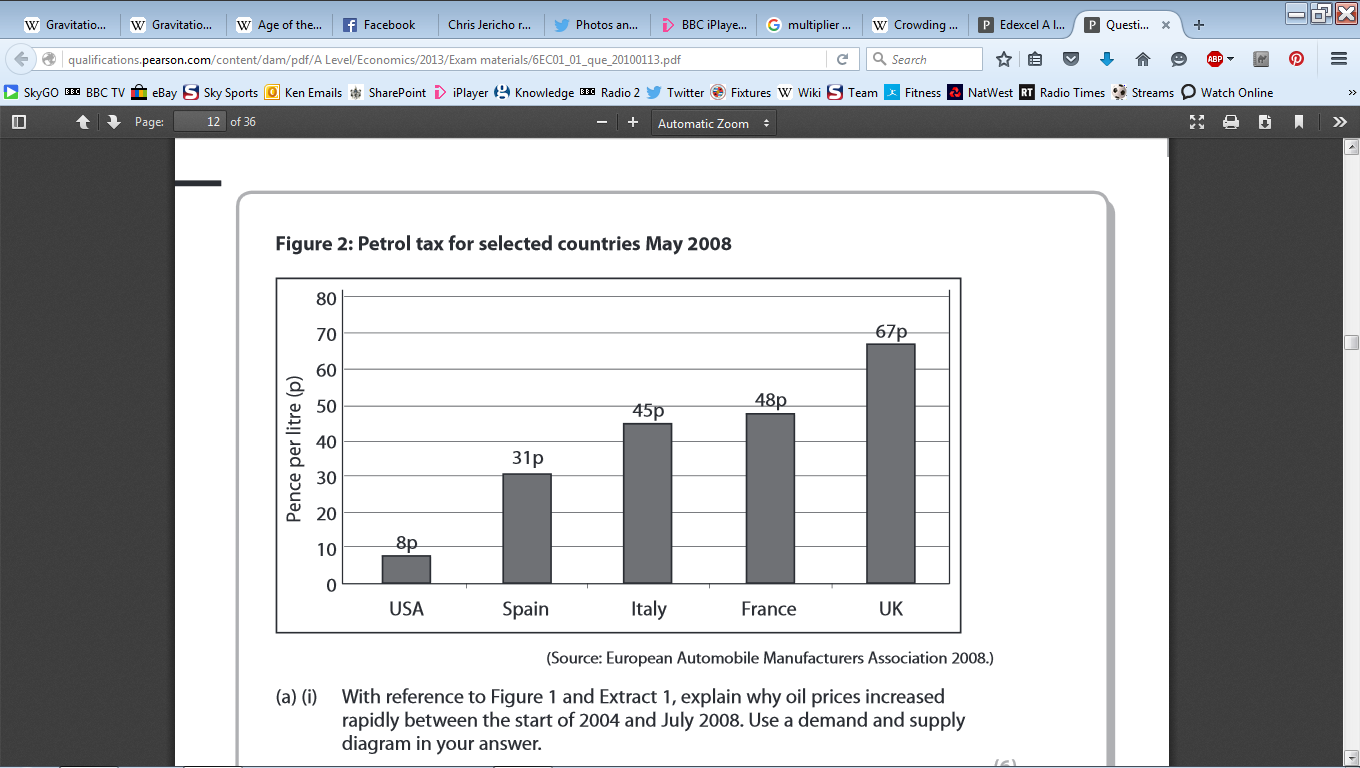 Gravitatio...
Gravitatio...
Age of the...
Facebook
Chris Jericho r...
Photos an...
BBC iPlaye...
multiplier ...
Crowding ...
Edexcel A l...
Questi...
qualifications.pearson.com/content/dam/pdf/A Level/Economics/2013/Exam materials/6EC01_01_que_20100113.pdf
Search
ABP
SkyGO
BBC TV
eBay
Sky Sports
Ken Emails
SharePoint
iPlayer
Knowledge
Radio 2
Twitter
Fixtures
Wiki
Team
Fitness
NatWest
Radio Times
Streams
Watch Online
Page: 12 of 36
Automatic Zoom
Figure 2: Petrol tax for selected countries May 2008
Pence per litre (p)
80
70
60
50
40
30
20
10
0
8p
31p
45p
48p
67p
USA
Spain
Italy
France
UK
(Source: European Automobile Manufacturers Association 2008.)
(a) (i) With reference to Figure 1 and Extract 1, explain why oil prices increased
rapidly between the start of 2004 and July 2008. Use a demand and supply
diagram in your answer.